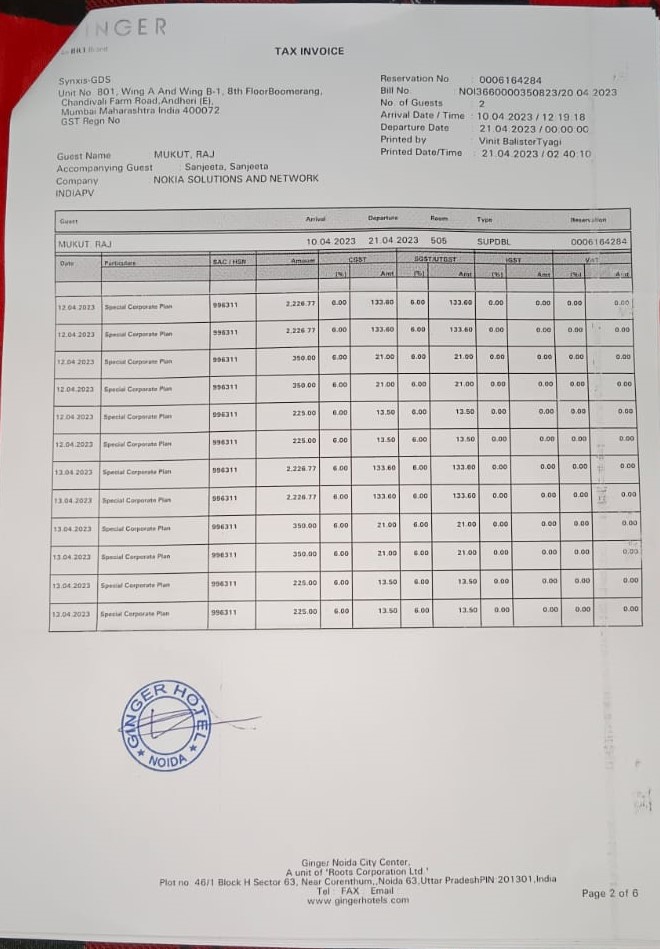 GINGER
TAX INVOICE
Synxis-GDS
Unit No. 801, Wing A And Wing B-1, 8th FloorBoomerang,
Chandivali Farm Road,Andheri (E),
Mumbai Maharashtra India 400072
GST Regn No
Reservation No : 0006164284
Bill No. : NOI3660000350823/20 04 2023
No. of Guests : 2
Arrival Date / Time : 10.04.2023 / 12:19:18
Departure Date : 21.04.2023 / 00:00:00
Printed by : Vinit BalisterTyagi
Printed Date/Time : 21.04.2023 / 02:40:10
Guest Name MUKUT, RAJ
Accompanying Guest : Sanjeeta, Sanjeeta
Company : NOKIA SOLUTIONS AND NETWORK
INDIAPV
Guest Arrival Departure Room Type Reservation
MUKUT, RAJ 10.04.2023 21.04.2023 505 SUPDBL 0006164284
Date Particulars SAC / HSN Amount CGST SGST/UTGST IGST VAT
(%) Amt (%) Amt (%) Amt (%) Amt
12.04.2023 Special Corporate Plan 996311 2,226.77 6.00 133.60 6.00 133.60 0.00 0.00 0.00 0.00
12.04.2023 Special Corporate Plan 996311 2,226.77 6.00 133.60 6.00 133.60 0.00 0.00 0.00 0.00
12.04.2023 Special Corporate Plan 996311 350.00 6.00 21.00 6.00 21.00 0.00 0.00 0.00 0.00
12.04.2023 Special Corporate Plan 996311 350.00 6.00 21.00 6.00 21.00 0.00 0.00 0.00 0.00
12.04.2023 Special Corporate Plan 996311 225.00 6.00 13.50 6.00 13.50 0.00 0.00 0.00 0.00
12.04.2023 Special Corporate Plan 996311 225.00 6.00 13.50 6.00 13.50 0.00 0.00 0.00 0.00
13.04.2023 Special Corporate Plan 996311 2,226.77 6.00 133.60 6.00 133.60 0.00 0.00 0.00 0.00
13.04.2023 Special Corporate Plan 996311 2,226.77 6.00 133.60 6.00 133.60 0.00 0.00 0.00 0.00
13.04.2023 Special Corporate Plan 996311 350.00 6.00 21.00 6.00 21.00 0.00 0.00 0.00 0.00
13.04.2023 Special Corporate Plan 996311 350.00 6.00 21.00 6.00 21.00 0.00 0.00 0.00 0.00
13.04.2023 Special Corporate Plan 996311 225.00 6.00 13.50 6.00 13.50 0.00 0.00 0.00 0.00
13.04.2023 Special Corporate Plan 996311 225.00 6.00 13.50 6.00 13.50 0.00 0.00 0.00 0.00
GINGER HOTEL
NOIDA
Ginger Noida City Center,
A unit of 'Roots Corporation Ltd.'
Plot no. 46/1 Block H Sector 63, Near Corenthum,,Noida 63,Uttar PradeshPIN:201301,India
Tel : FAX : Email :
www.gingerhotels.com
Page 2 of 6